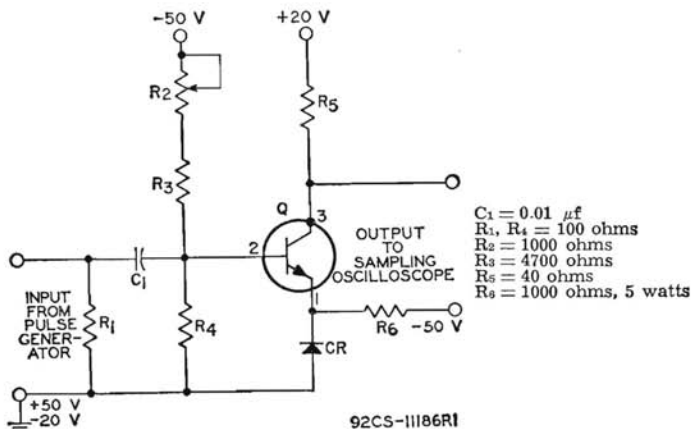 -50 V
+20 V
R2
R5
R3
Q
3
2
OUTPUT
TO
SAMPLING
OSCILLOSCOPE
C1
1
INPUT
FROM
PULSE
GENER-
ATOR
R1
R4
R6
-50 V
CR
+50 V
-20 V
92CS-11186R1
C1 = 0.01 µf
R1, R4 = 100 ohms
R2 = 1000 ohms
R3 = 4700 ohms
R5 = 40 ohms
R6 = 1000 ohms, 5 watts